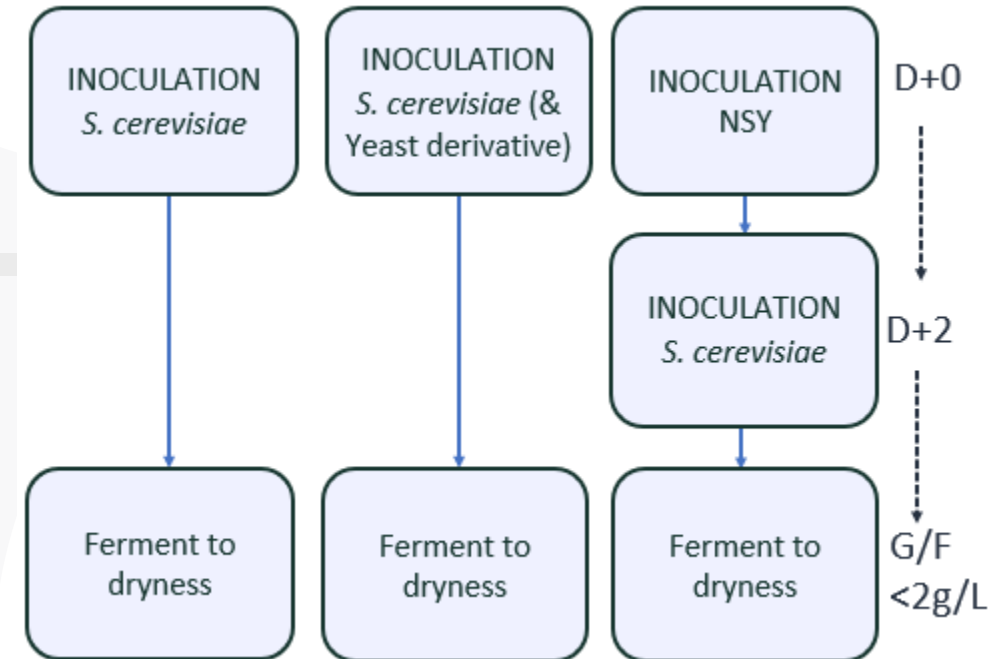 INOCULATION
S. cerevisiae
INOCULATION
S. cerevisiae (&
Yeast derivative)
INOCULATION
NSY
D+0
INOCULATION
S. cerevisiae
D+2
Ferment to
dryness
Ferment to
dryness
Ferment to
dryness
G/F
<2g/L